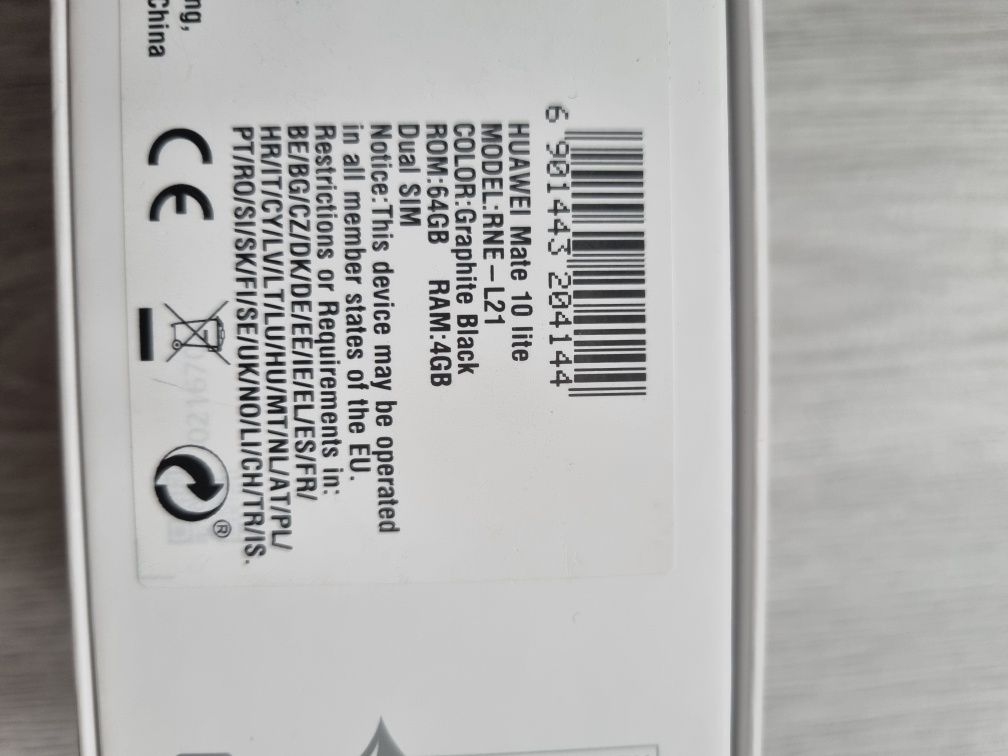 6 901443 204144
HUAWEI Mate 10 lite
MODEL:RNE-L21
COLOR:Graphite Black
ROM:64GB RAM:4GB
Dual SIM
Notice:This device may be operated
in all member states of the EU.
Restrictions or Requirements in:
BE/BG/CZ/DK/DE/EE/IE/EL/ES/FR/
HR/IT/CY/LV/LT/LU/HU/MT/NL/AT/PL/
PT/RO/SI/SK/FI/SE/UK/NO/LI/CH/TR/IS.
China
CE
®